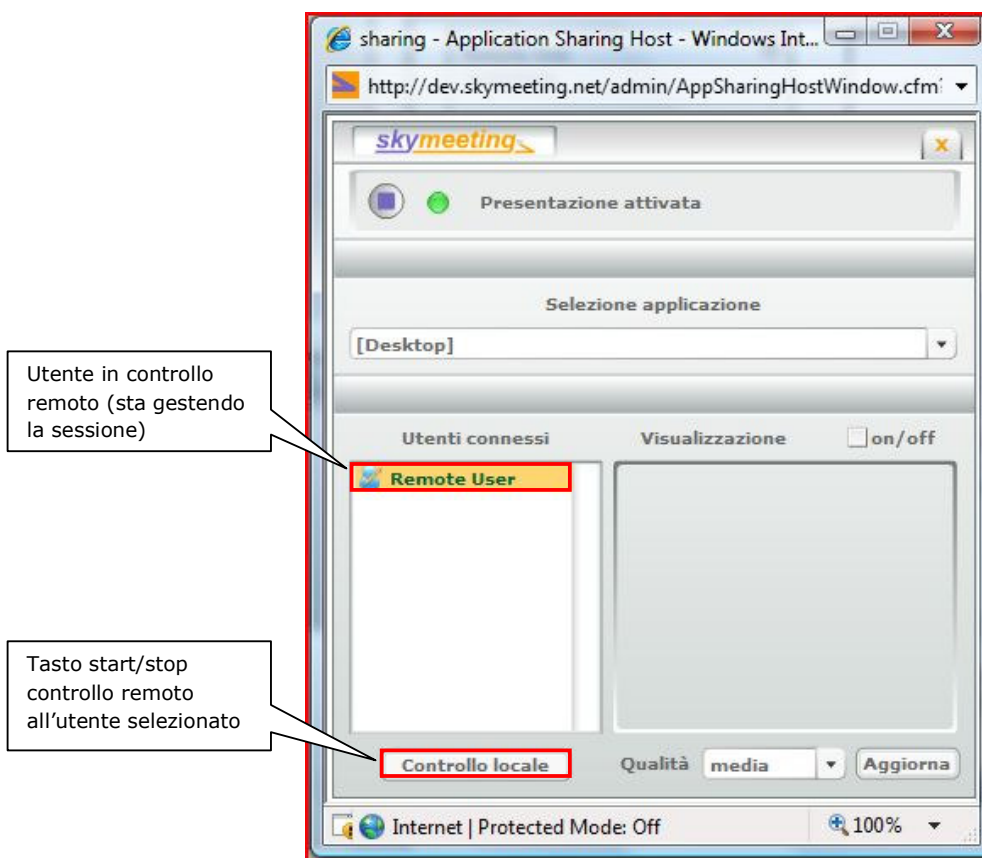 sharing - Application Sharing Host - Windows Int...
http://dev.skymeeting.net/admin/AppSharingHostWindow.cfm?
skymeeting
x
Presentazione attivata
Selezione applicazione
[Desktop]
Utente in controllo
remoto (sta gestendo
la sessione)
Utenti connessi Visualizzazione on/off
Remote User
Tasto start/stop
controllo remoto
all’utente selezionato
Controllo locale Qualità media Aggiorna
Internet | Protected Mode: Off 100%